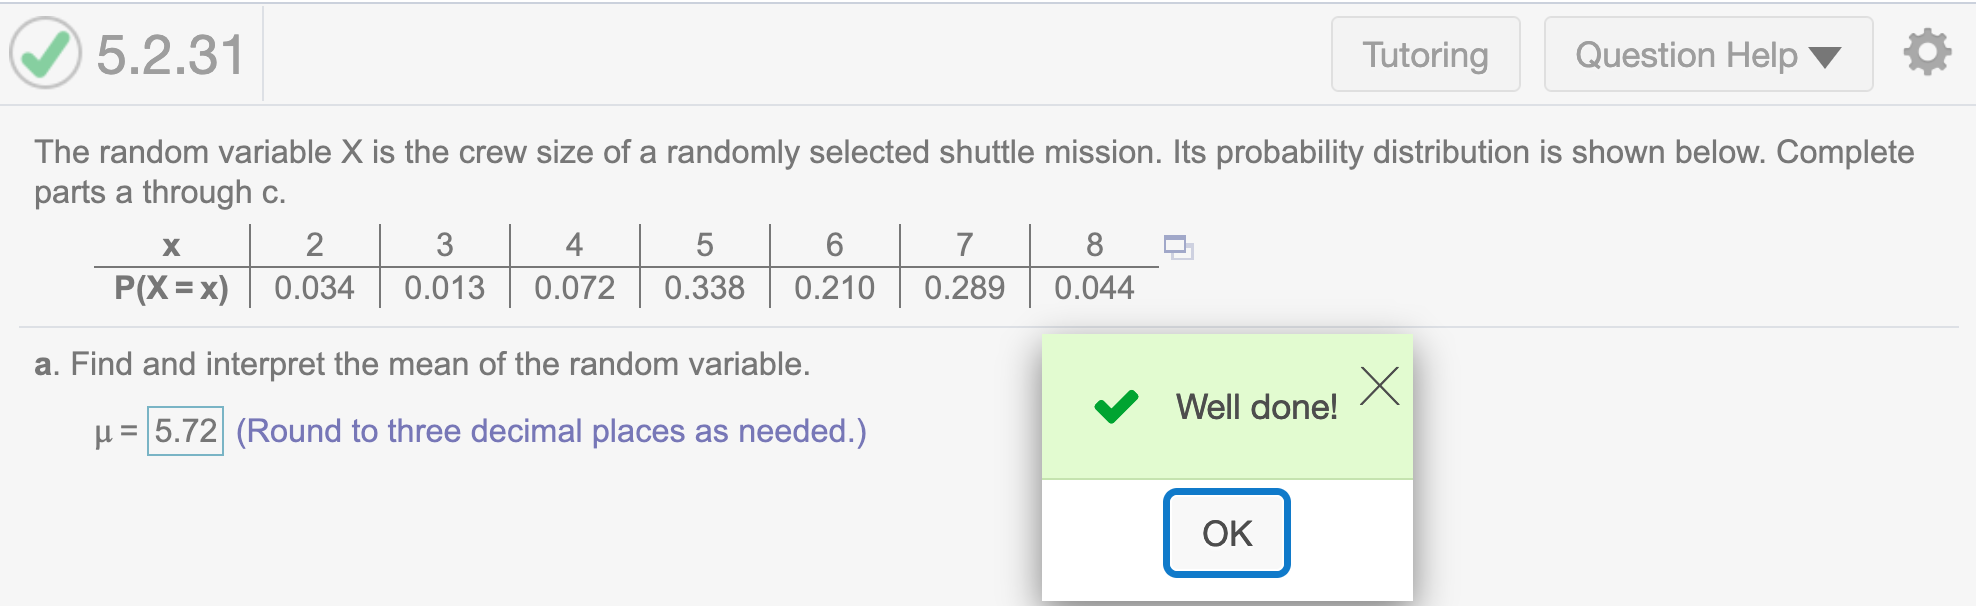 5.2.31
Tutoring
Question Help
The random variable X is the crew size of a randomly selected shuttle mission. Its probability distribution is shown below. Complete
parts a through c.
x 2 3 4 5 6 7 8
P(X = x) 0.034 0.013 0.072 0.338 0.210 0.289 0.044
a. Find and interpret the mean of the random variable.
μ = 5.72 (Round to three decimal places as needed.)
Well done!
OK